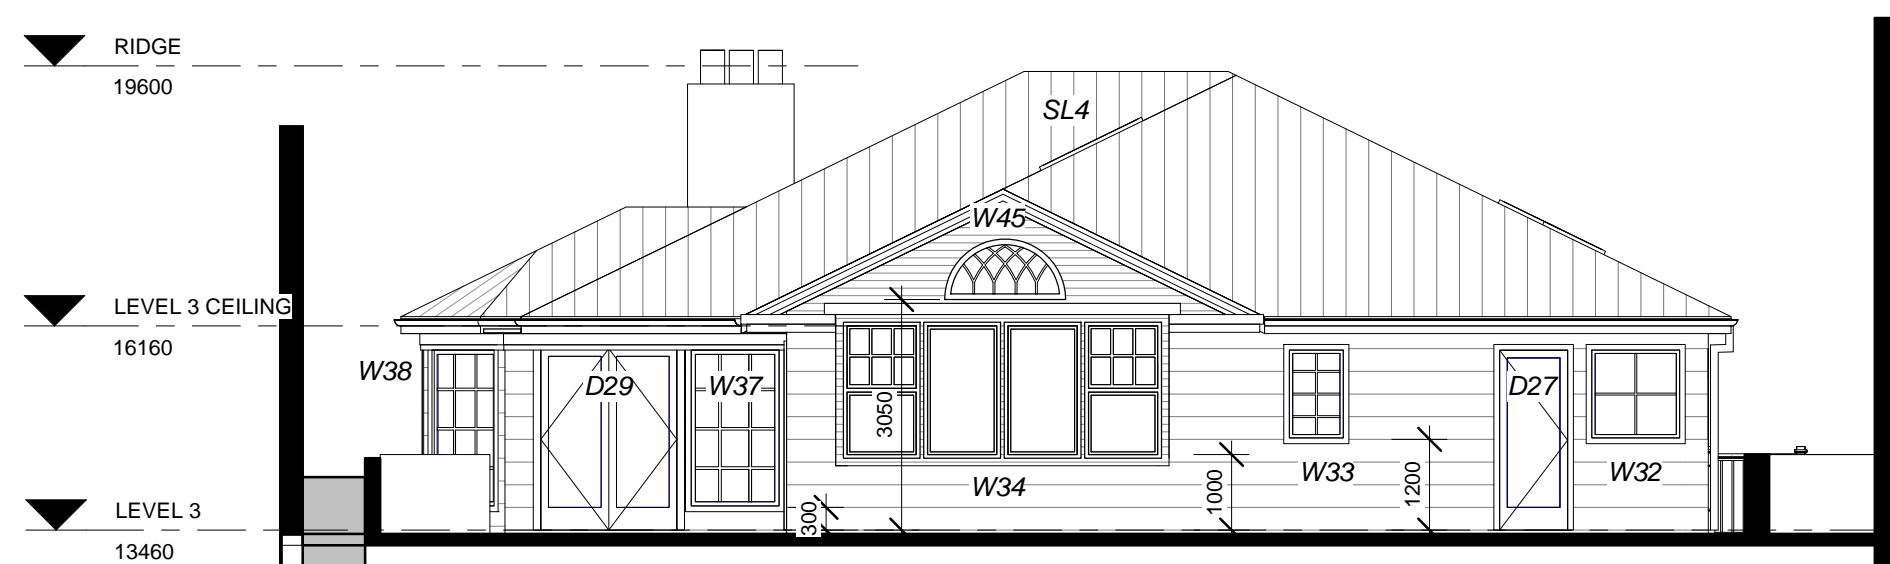 RIDGE
19600
SL4
W45
LEVEL 3 CEILING
16160
W38
D29
W37
D27
3050
W34
W33
W32
1000
1200
300
LEVEL 3
13460